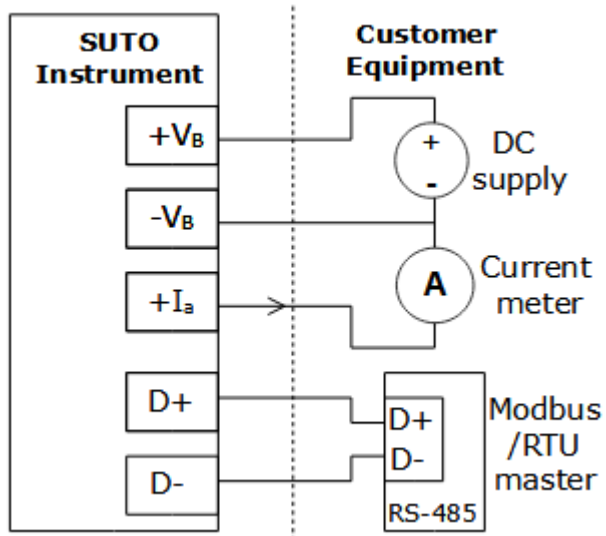 SUTO
Instrument
+VB
-VB
+Ia
D+
D-
Customer
Equipment
+
-
DC
supply
A
Current
meter
D+
D-
RS-485
Modbus
/RTU
master